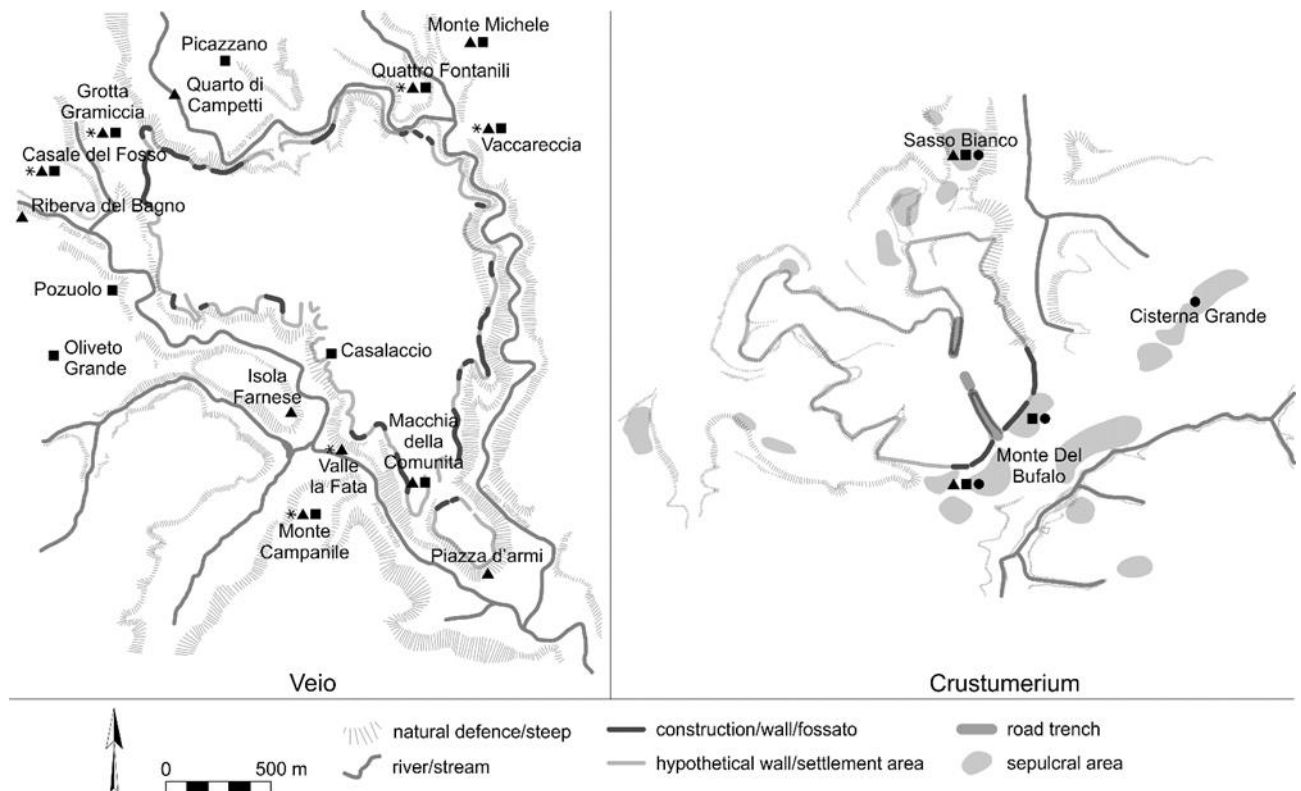 Monte Michele
Picazzano
Quattro Fontanili
Quarto di
Campetti
Grotta
Gramiccia
Vaccareccia
Casale del Fosso
Riberva del Bagno
Pozuolo
Casalaccio
Oliveto
Grande
Isola
Farnese
Macchia
della
Comunita
Valle
la Fata
Monte
Campanile
Piazza d'armi
Veio
Sasso Bianco
Cisterna Grande
Monte Del
Bufalo
Crustumerium
natural defence/steep
construction/wall/fossato
road trench
0 500 m
river/stream
hypothetical wall/settlement area
sepulcral area